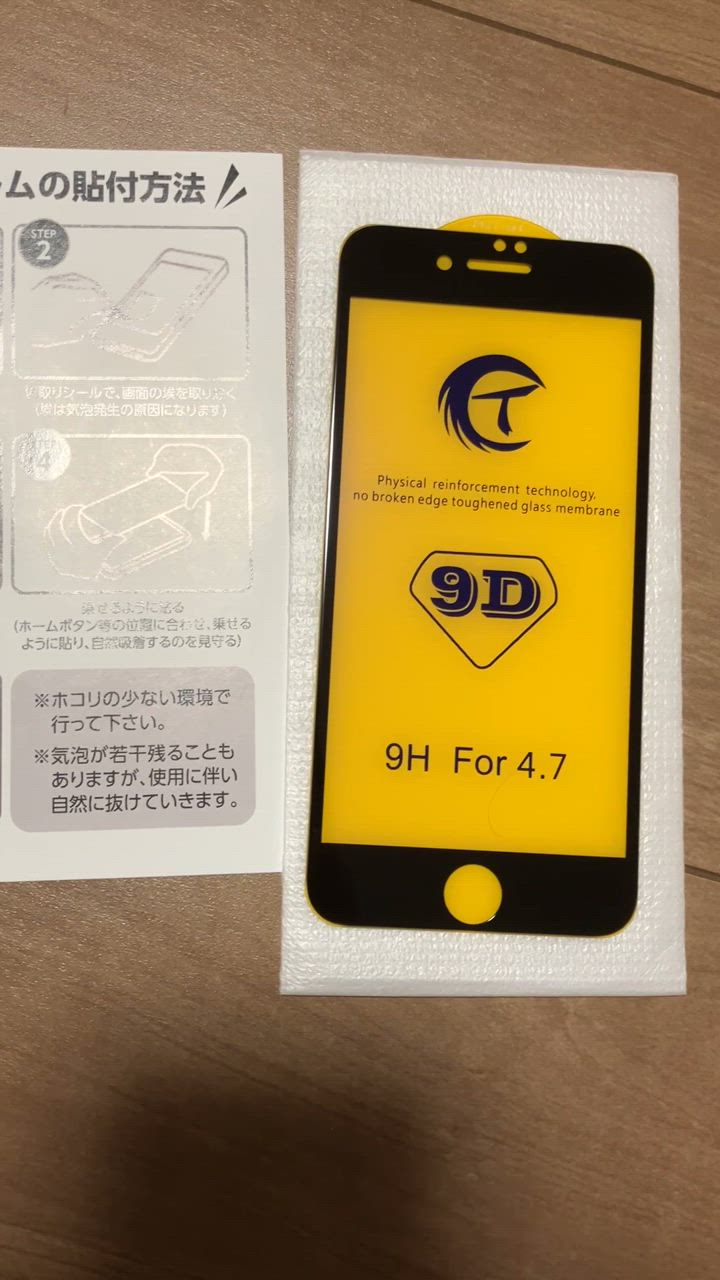 ムの貼付方法
STEP
2
取りシールで、画面の埃を取り除く
(埃は気泡発生の原因になります)
STEP
4
乗せるように貼る
(ホームボタン等の位置に合わせ、乗せる
ように貼り、自然吸着するのを見守る)
※ホコリの少ない環境で
行って下さい。
※気泡が若干残ることも
ありますが、使用に伴い
自然に抜けていきます。
Physical reinforcement technology,
no broken edge toughened glass membrane
9D
9H For 4.7